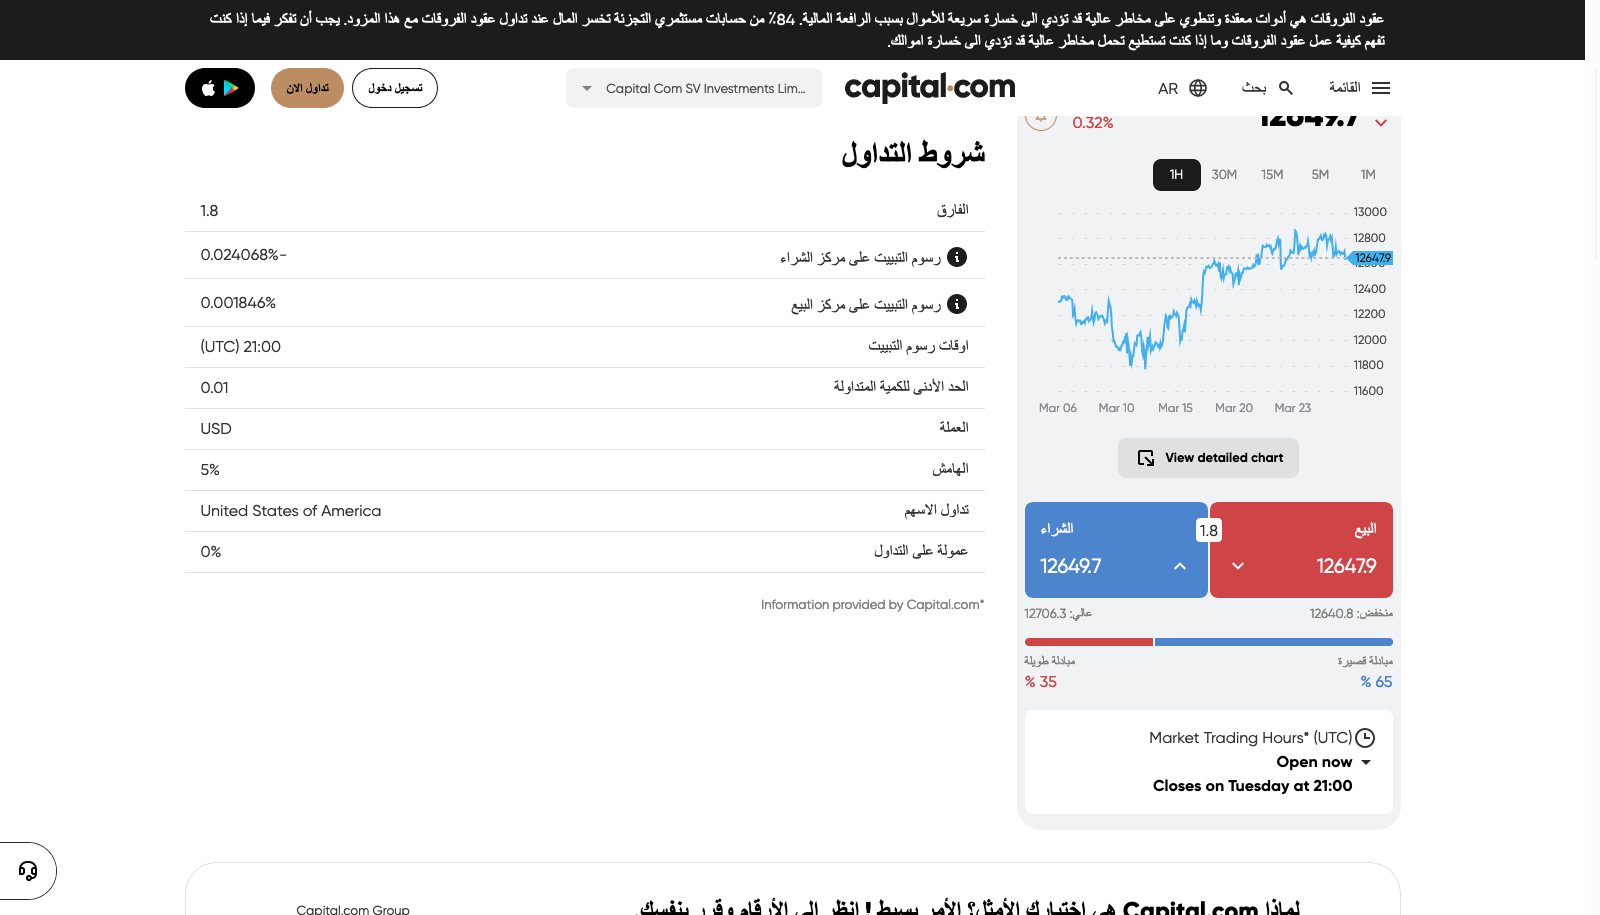 عقود الفروقات هي أدوات معقدة وتنطوي على مخاطر عالية قد تؤدي الى خسارة سريعة للأموال بسبب الرافعة المالية. 84٪ من حسابات مستثمري التجزئة تخسر المال عند تداول عقود الفروقات مع هذا المزود. يجب أن تفكر فيما إذا كنت
تفهم كيفية عمل عقود الفروقات وما إذا كنت تستطيع تحمل مخاطر عالية قد تؤدي الى خسارة اموالك.
القائمة
بحث
AR
capital.com
Capital Com SV Investments Lim...
تسجيل دخول
تداول الان
12649.7
0.32%
1H 30M 15M 5M 1M
13000
12800
12647.9
12400
12200
12000
11800
11600
Mar 06 Mar 10 Mar 15 Mar 20 Mar 23
View detailed chart
البيع
12647.9
1.8
الشراء
12649.7
منخفض: 12640.8
عالي: 12706.3
مبادلة قصيرة
مبادلة طويلة
% 65
% 35
Market Trading Hours* (UTC)
Open now
Closes on Tuesday at 21:00
شروط التداول
الفارق 1.8
رسوم التبييت على مركز الشراء 0.024068%-
رسوم التبييت على مركز البيع 0.001846%
اوقات رسوم التبييت 21:00 (UTC)
الحد الأدنى للكمية المتداولة 0.01
العملة USD
الهامش 5%
تداول الاسهم United States of America
عمولة على التداول 0%
Information provided by Capital.com*
لماذا Capital.com هي اختيارك الأمثل؟ الأمر بسيط ! انظر الى الأرقام وقرر بنفسك.
Capital.com Group